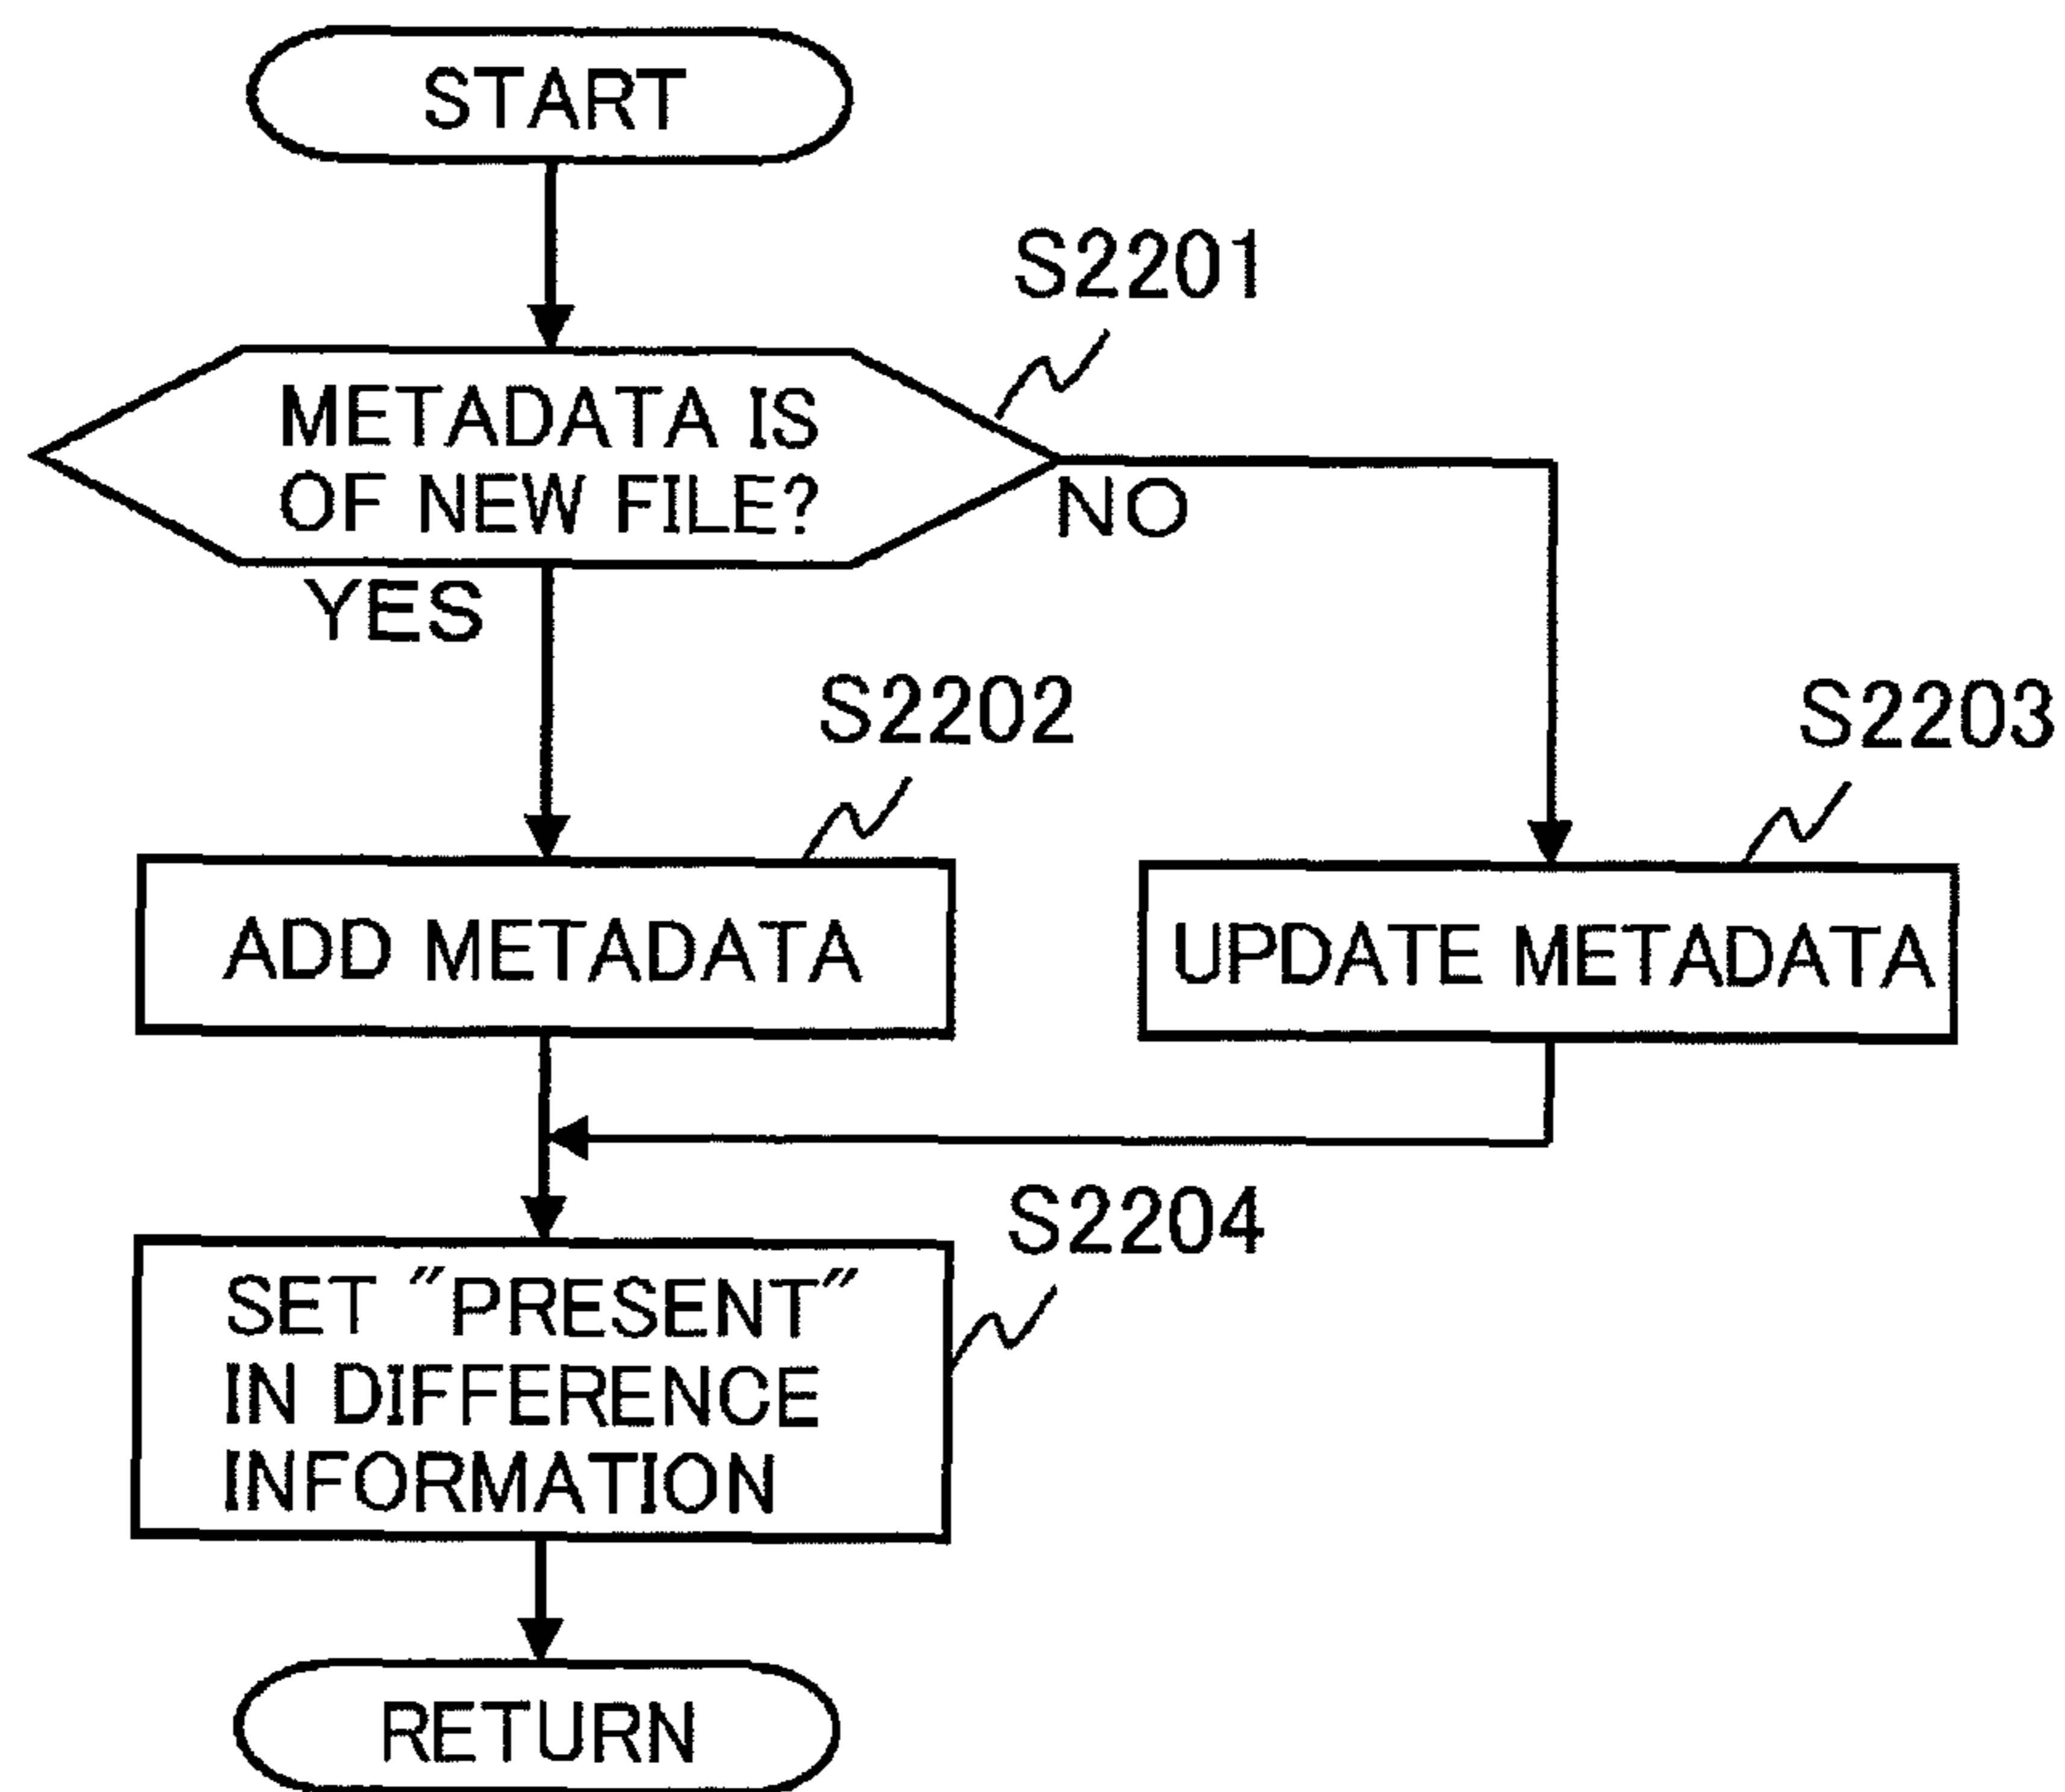 START
S2201
METADATA IS
OF NEW FILE?
NO
YES
S2202
S2203
ADD METADATA
UPDATE METADATA
S2204
SET "PRESENT"
IN DIFFERENCE
INFORMATION
RETURN